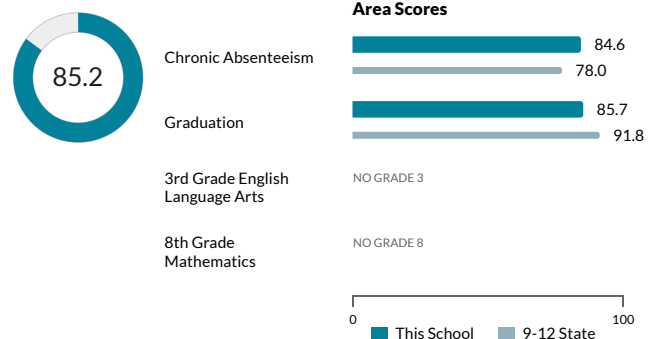 Area Scores
85.2
Chronic Absenteeism
84.6
78.0
Graduation
85.7
91.8
3rd Grade English
Language Arts
NO GRADE 3
8th Grade
Mathematics
NO GRADE 8
0
100
This School
9-12 State